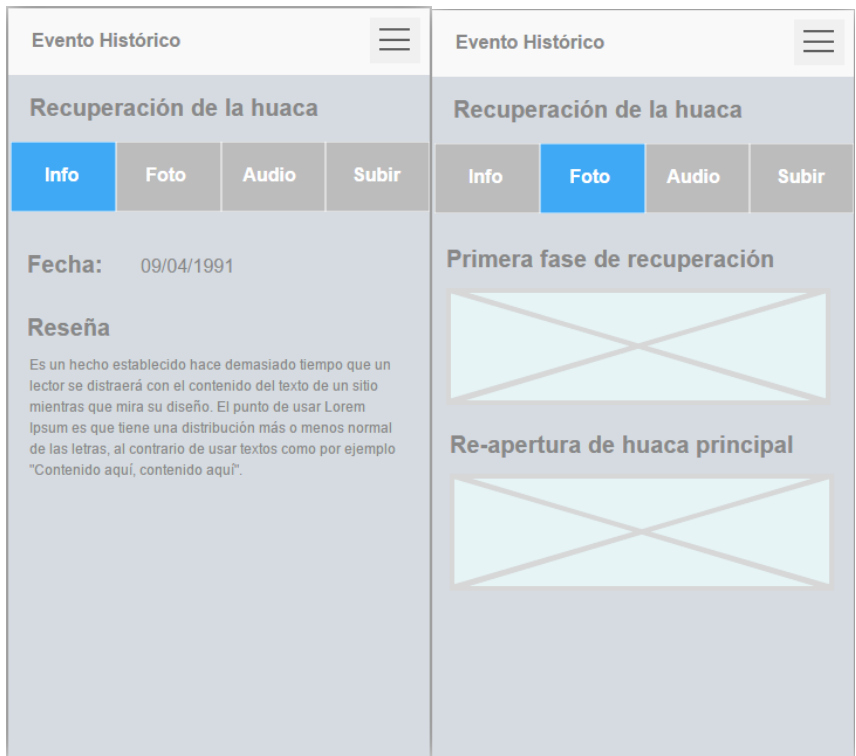 Evento Histórico
Recuperación de la huaca
Info Foto Audio Subir
Fecha: 09/04/1991
Reseña
Es un hecho establecido hace demasiado tiempo que un
lector se distraerá con el contenido del texto de un sitio
mientras que mira su diseño. El punto de usar Lorem
Ipsum es que tiene una distribución más o menos normal
de las letras, al contrario de usar textos como por ejemplo
"Contenido aquí, contenido aquí".
Evento Histórico
Recuperación de la huaca
Info Foto Audio Subir
Primera fase de recuperación
Re-apertura de huaca principal